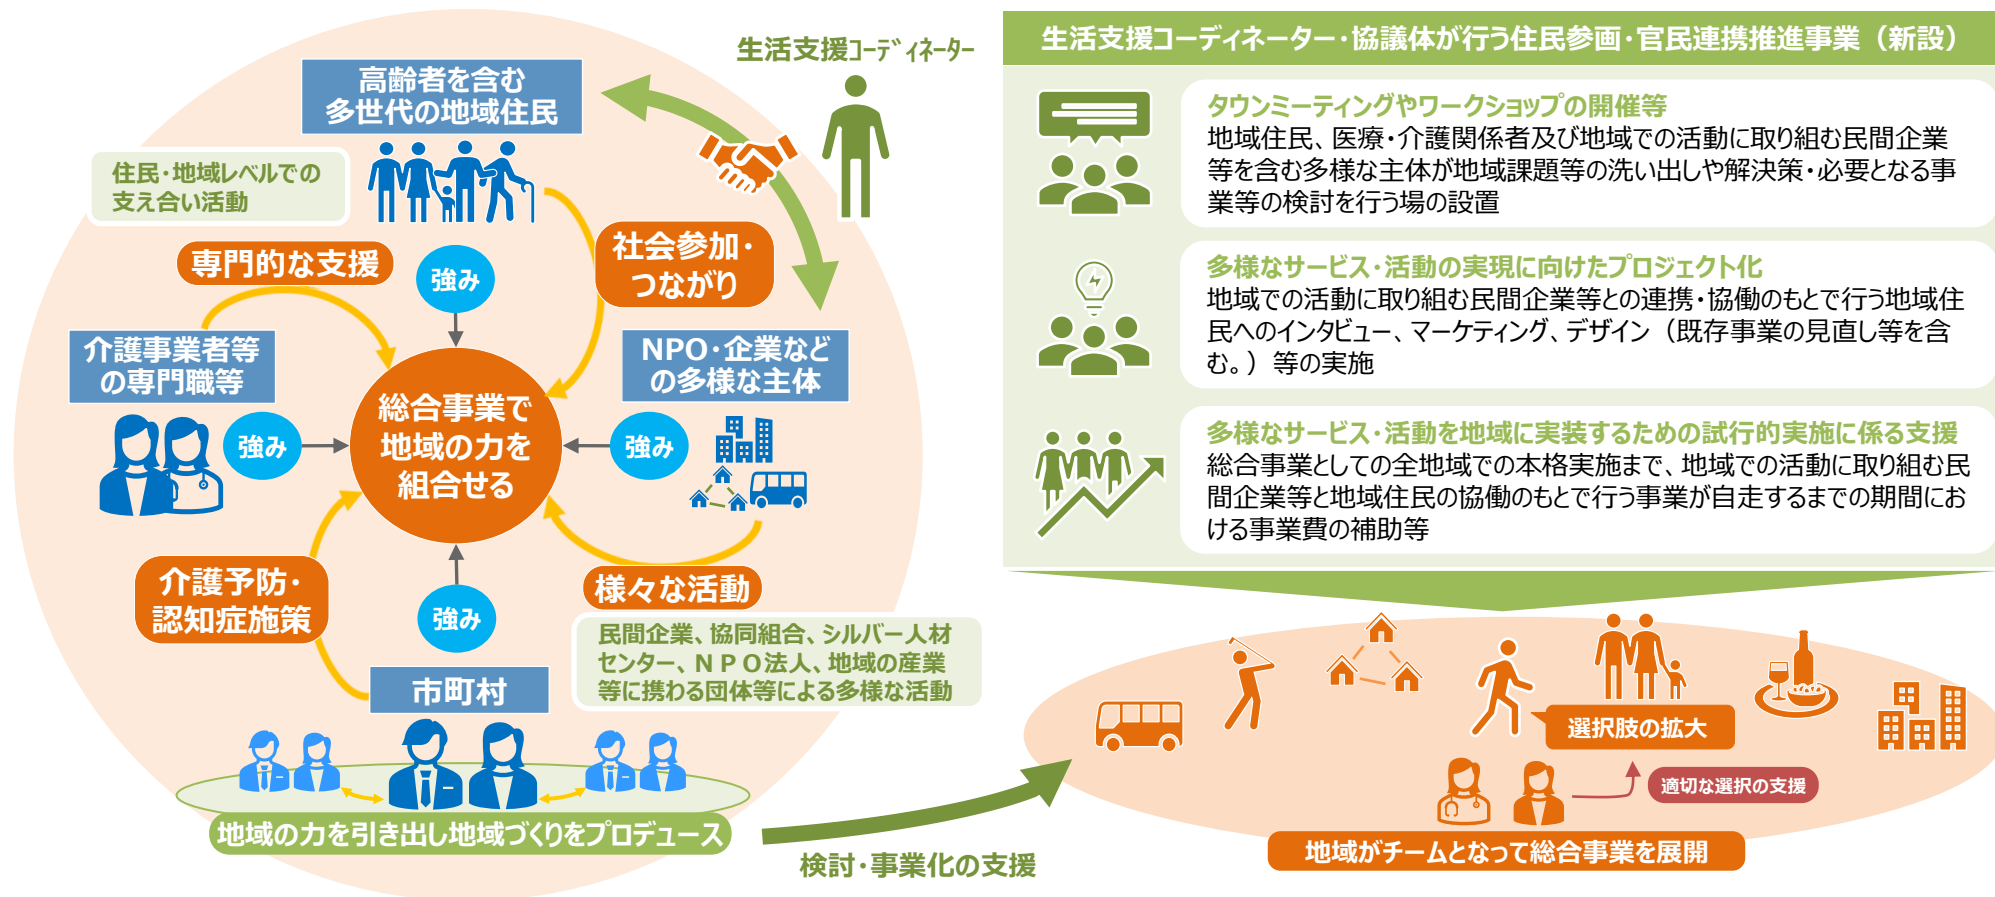 生活支援ｺｰﾃﾞｨﾈｰﾀｰ
高齢者を含む
多世代の地域住民
住民・地域レベルでの
支え合い活動
専門的な支援
強み
社会参加・
つながり
介護事業者等
の専門職等
NPO・企業など
の多様な主体
強み
総合事業で
地域の力を
組合せる
強み
介護予防・
認知症施策
強み
様々な活動
民間企業、協同組合、シルバー人材
センター、ＮＰＯ法人、地域の産業
等に携わる団体等による多様な活動
市町村
地域の力を引き出し地域づくりをプロデュース
検討・事業化の支援
生活支援コーディネーター・協議体が行う住民参画・官民連携推進事業（新設）
タウンミーティングやワークショップの開催等
地域住民、医療・介護関係者及び地域での活動に取り組む民間企業
等を含む多様な主体が地域課題等の洗い出しや解決策・必要となる事
業等の検討を行う場の設置
多様なサービス・活動の実現に向けたプロジェクト化
地域での活動に取り組む民間企業等との連携・協働のもとで行う地域住
民へのインタビュー、マーケティング、デザイン（既存事業の見直し等を含
む。）等の実施
多様なサービス・活動を地域に実装するための試行的実施に係る支援
総合事業としての全地域での本格実施まで、地域での活動に取り組む民
間企業等と地域住民の協働のもとで行う事業が自走するまでの期間にお
ける事業費の補助等
選択肢の拡大
適切な選択の支援
地域がチームとなって総合事業を展開